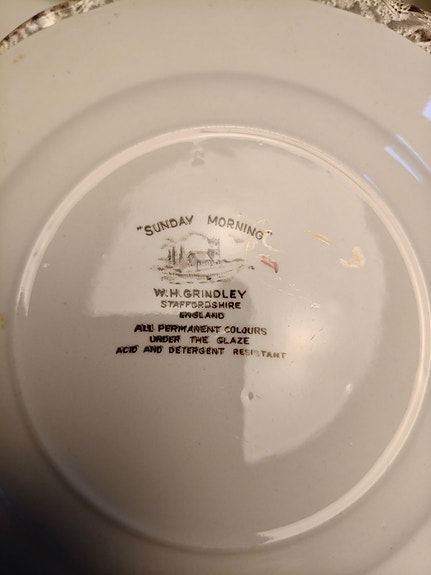 "SUNDAY MORNING"
W.H.GRINDLEY
STAFFORDSHIRE
ENGLAND
ALL PERMANENT COLOURS
UNDER THE GLAZE
ACID AND DETERGENT RESISTANT